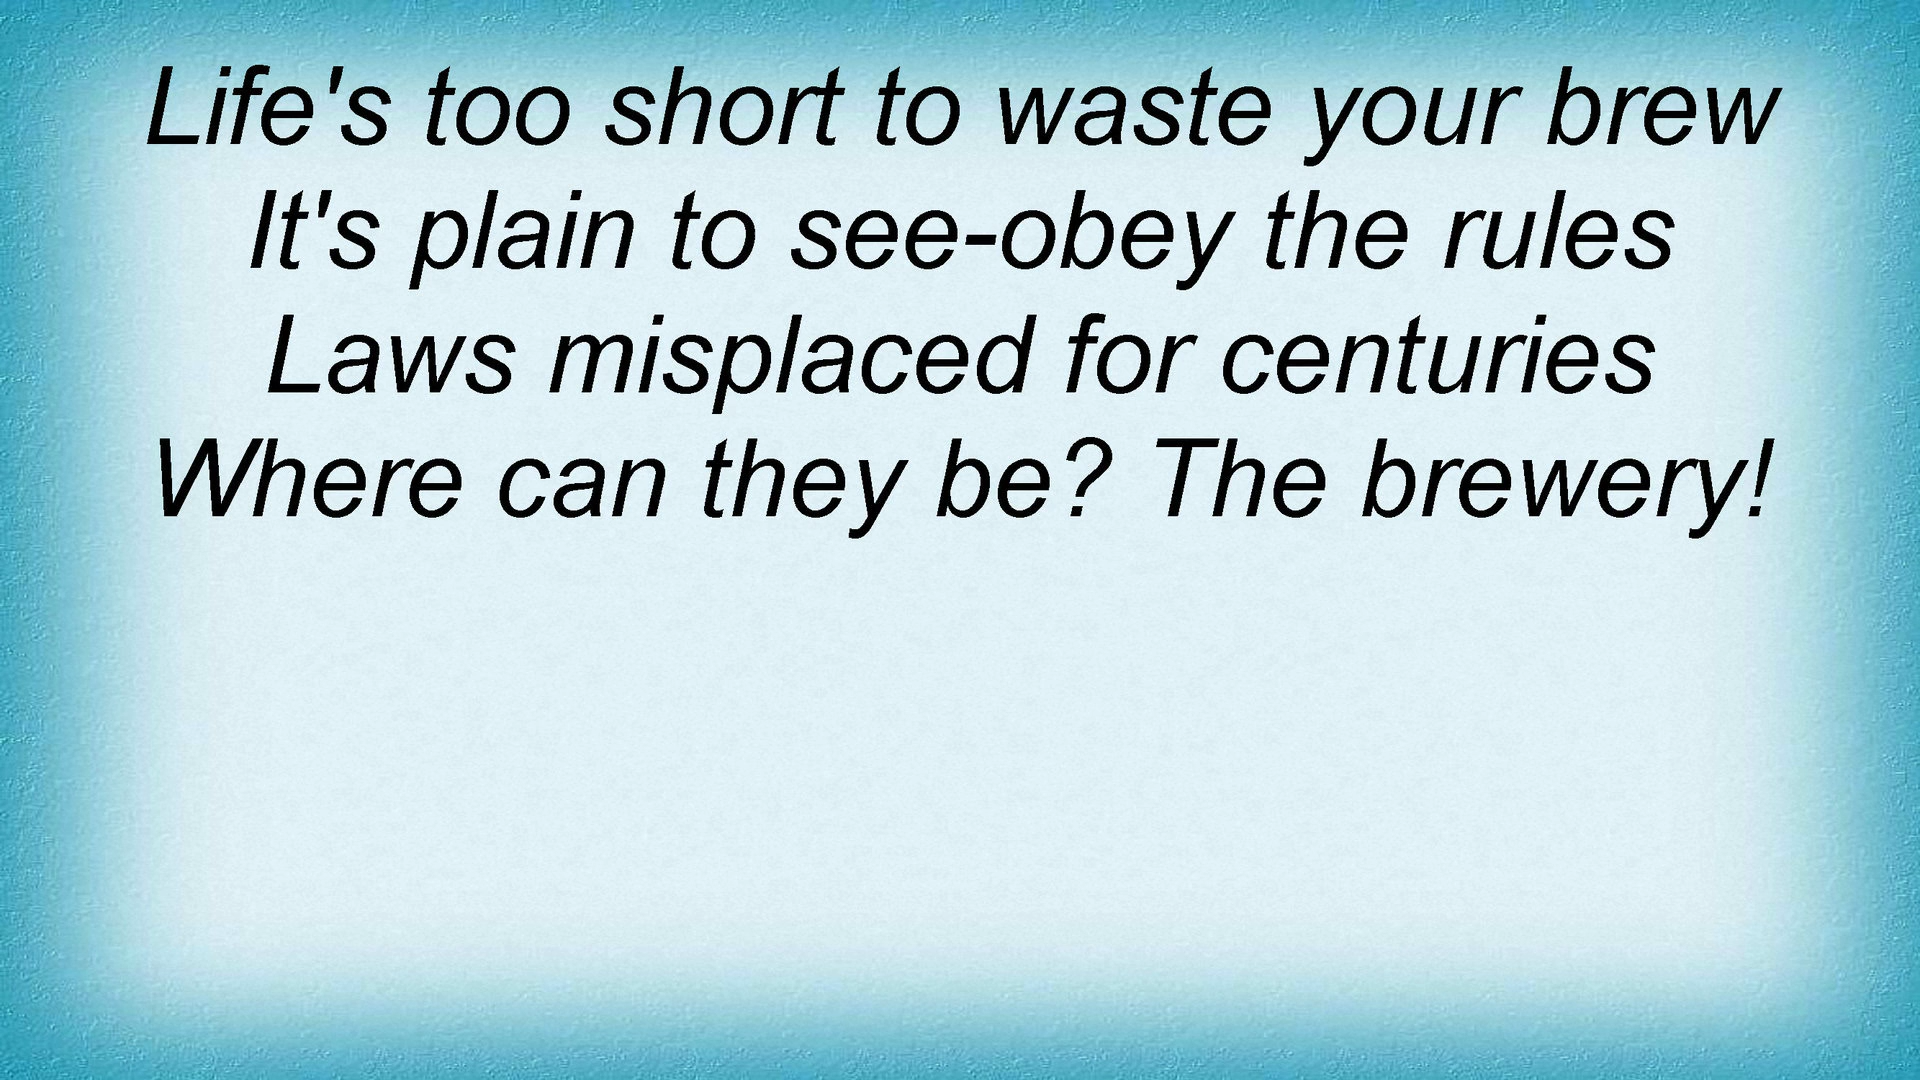 Life's too short to waste your brew
It's plain to see-obey the rules
Laws misplaced for centuries
Where can they be? The brewery!